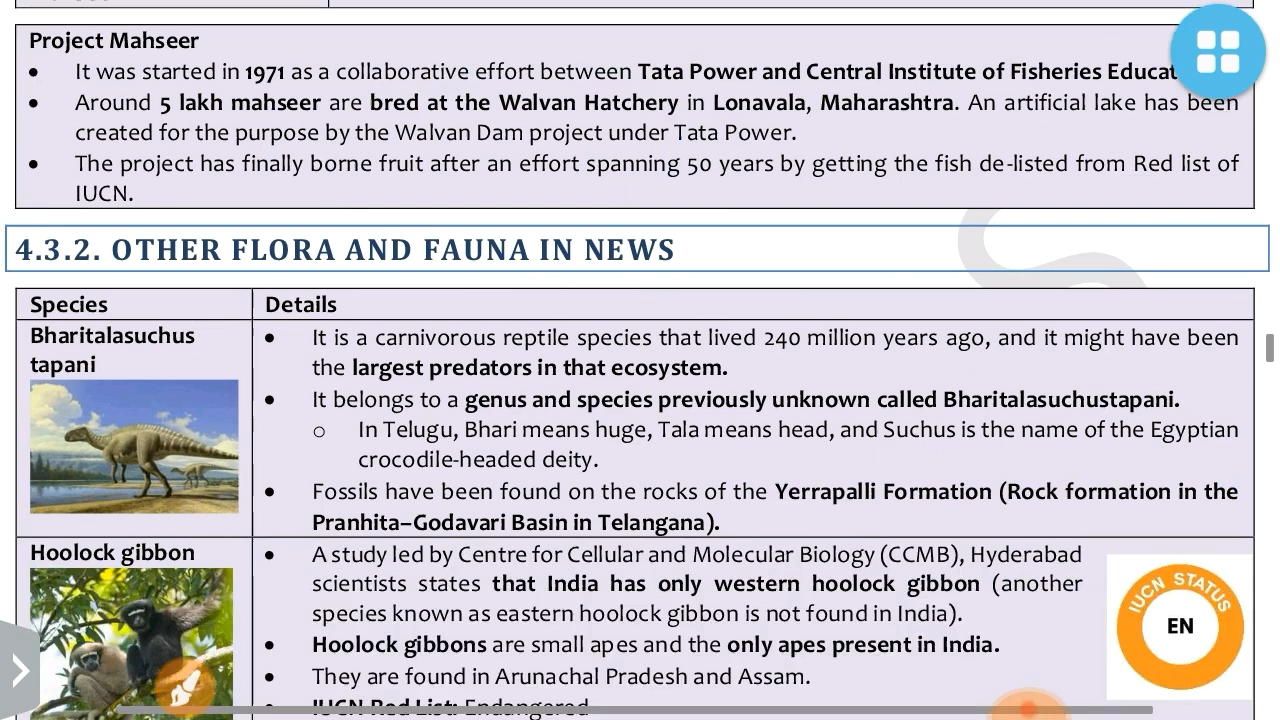 Project Mahseer
• It was started in 1971 as a collaborative effort between Tata Power and Central Institute of Fisheries
• Around 5 lakh mahseer are bred at the Walvan Hatchery in Lonavala, Maharashtra. An artificial lake has been
created for the purpose by the Walvan Dam project under Tata Power.
• The project has finally borne fruit after an effort spanning 50 years by getting the fish de-listed from Red list of
IUCN.
4.3.2. OTHER FLORA AND FAUNA IN NEWS
Species Details
Bharitalasuchus
tapani
• It is a carnivorous reptile species that lived 240 million years ago, and it might have been
the largest predators in that ecosystem.
• It belongs to a genus and species previously unknown called Bharitalasuchustapani.
o In Telugu, Bhari means huge, Tala means head, and Suchus is the name of the Egyptian
crocodile-headed deity.
• Fossils have been found on the rocks of the Yerrapalli Formation (Rock formation in the
Pranhita–Godavari Basin in Telangana).
Hoolock gibbon
• A study led by Centre for Cellular and Molecular Biology (CCMB), Hyderabad
scientists states that India has only western hoolock gibbon (another
species known as eastern hoolock gibbon is not found in India).
• Hoolock gibbons are small apes and the only apes present in India.
• They are found in Arunachal Pradesh and Assam.
• IUCN Red List: Endangered
IUCN STATUS
EN